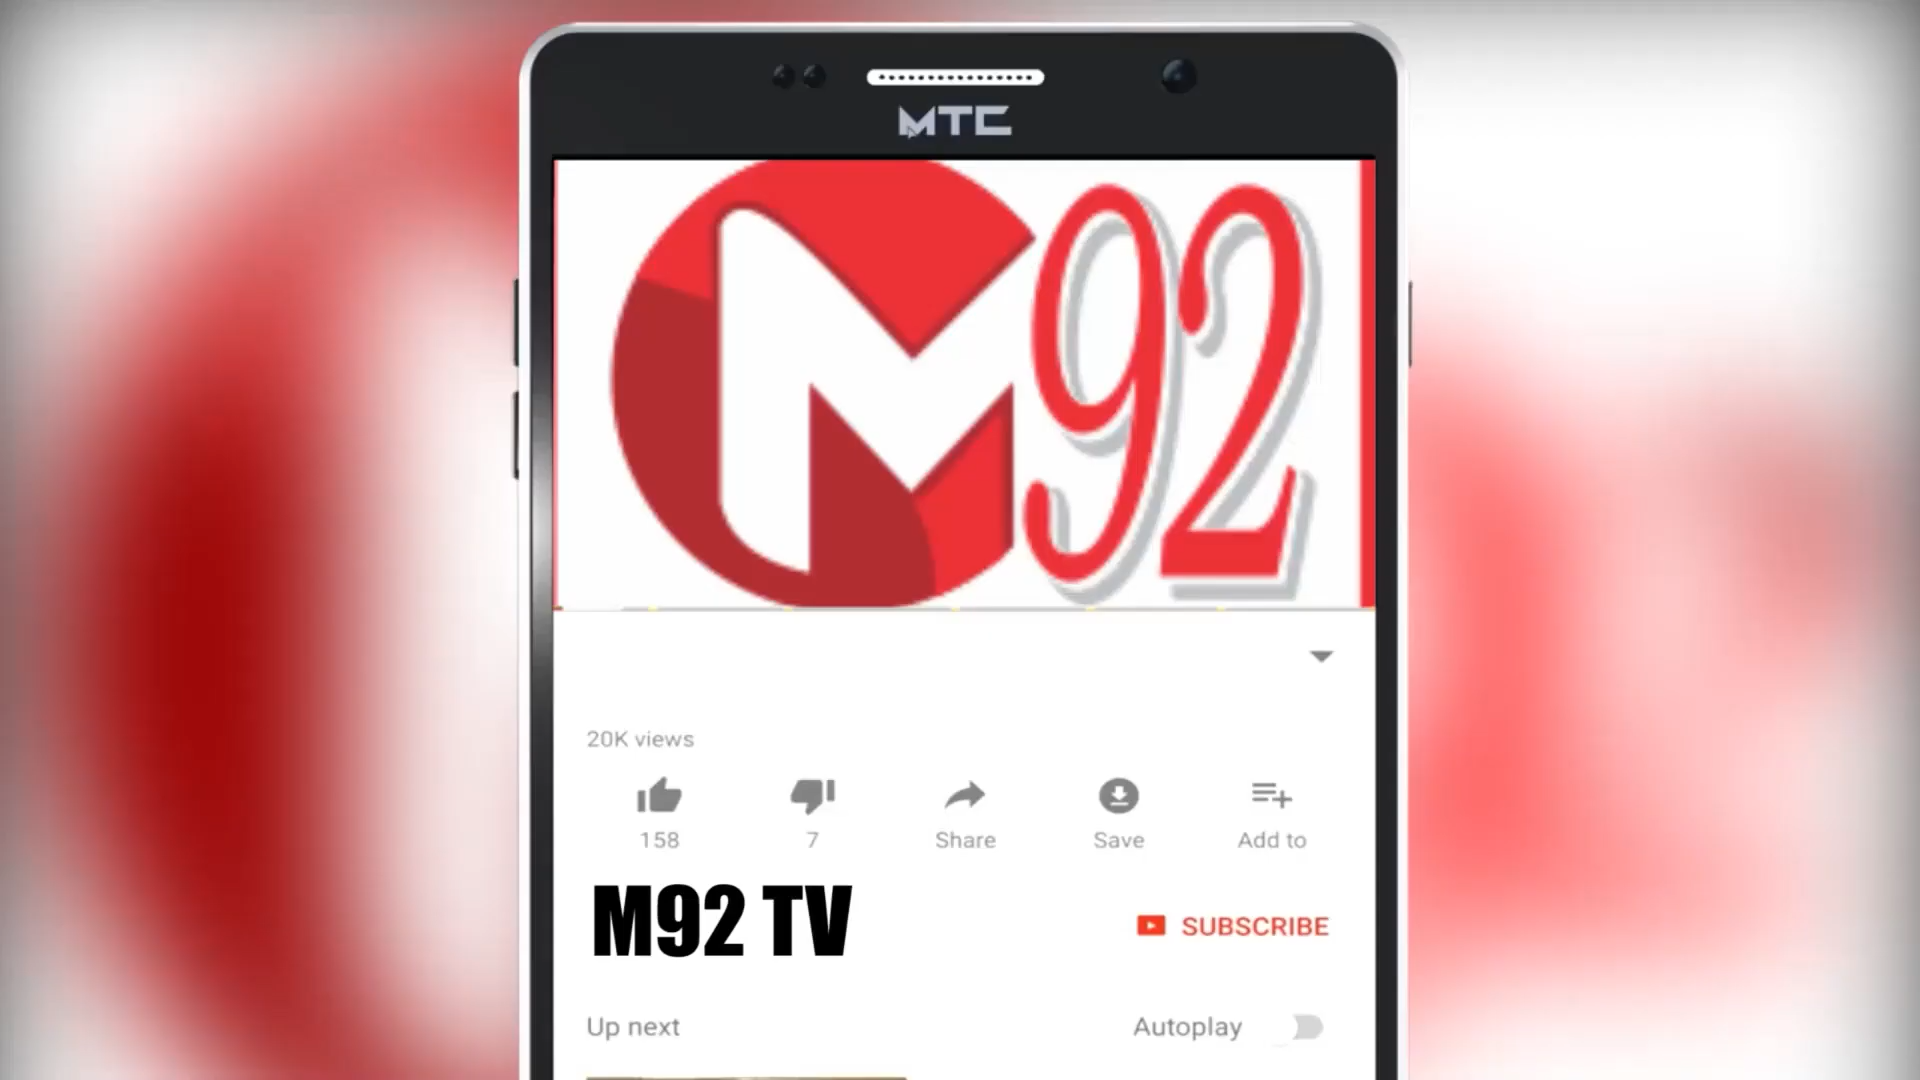 MTC
M92
20K views
158
7
Share
Save
Add to
M92 TV
SUBSCRIBE
Up next
Autoplay